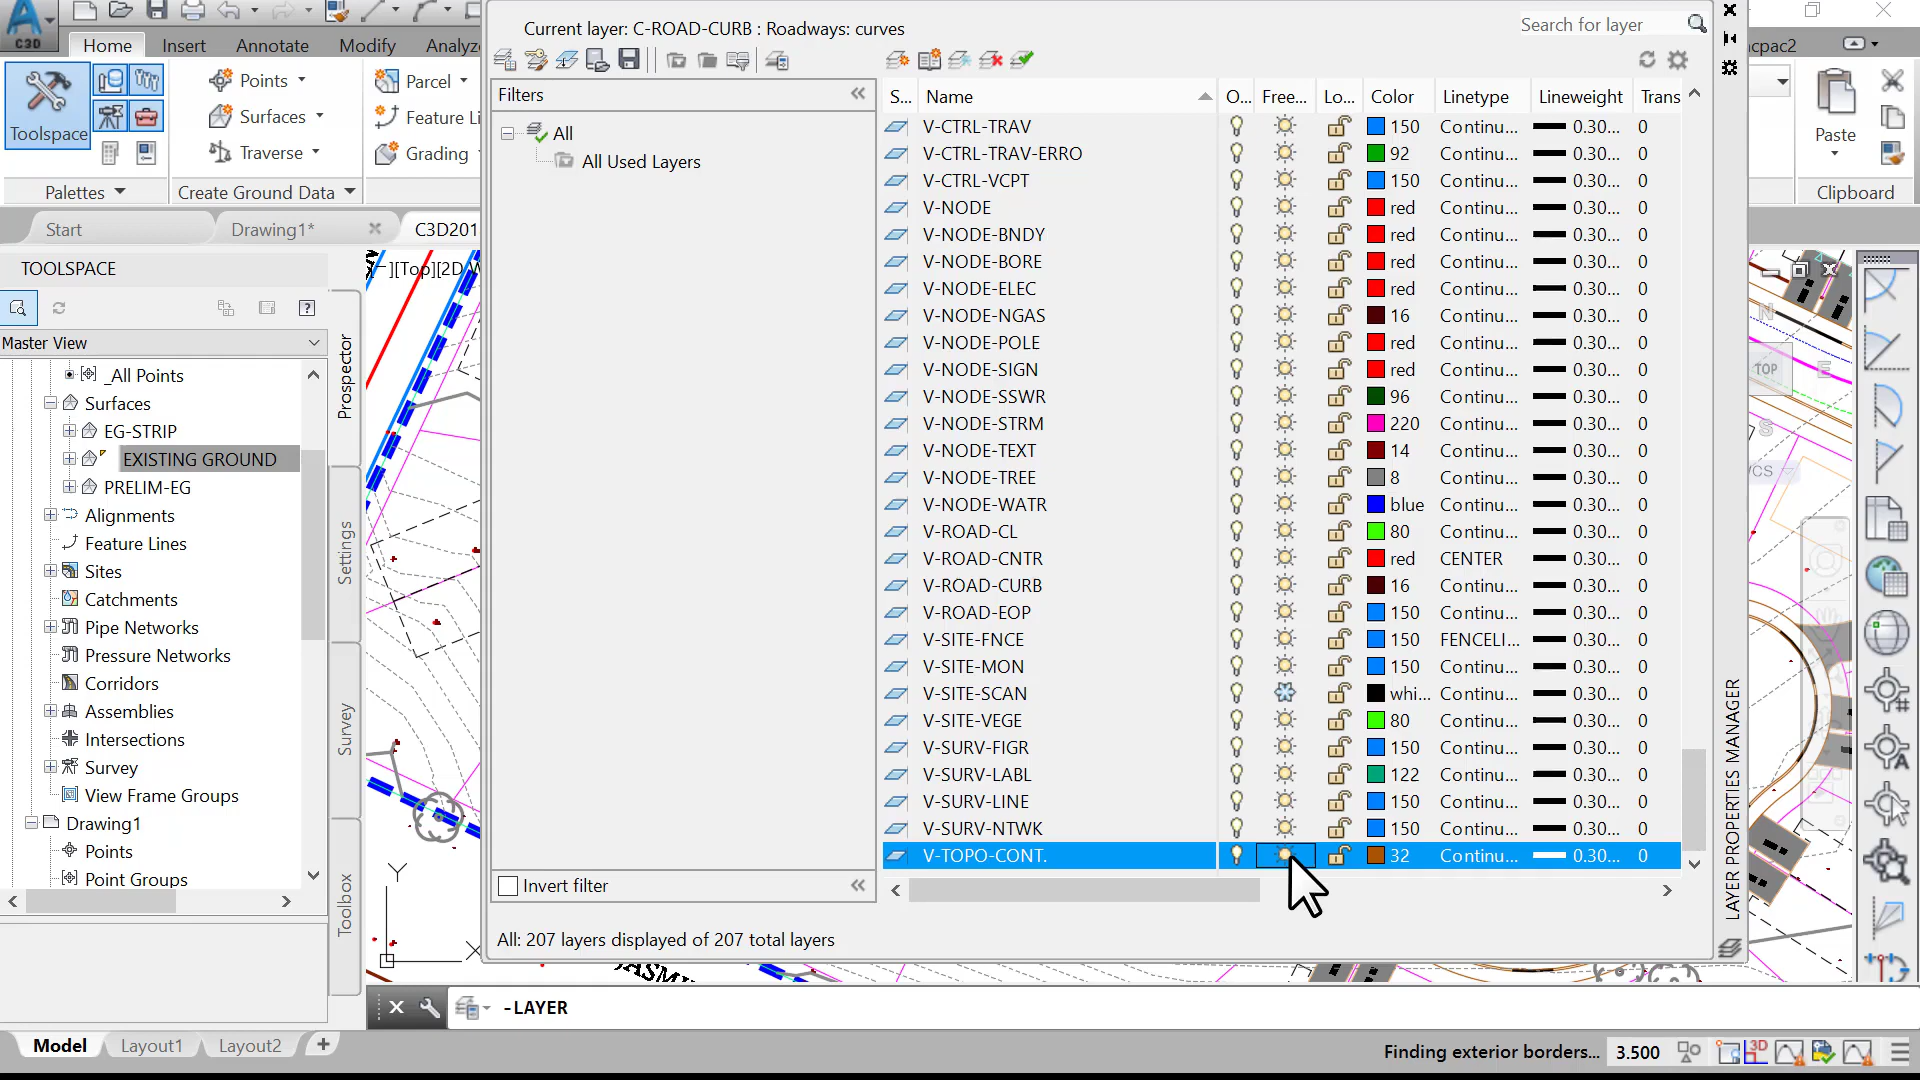 Current layer: C-ROAD-CURB : Roadways: curves
Search for layer
C3D
Home
Insert
Annotate
Modify
Analyz
Toolspace
Points
Surfaces
Traverse
Parcel
Feature Li
Grading
Palettes
Create Ground Data
Paste
Clipboard
Start
Drawing1*
C3D201
[Top]
TOOLSPACE
Master View
_All Points
Surfaces
EG-STRIP
EXISTING GROUND
PRELIM-EG
Alignments
Feature Lines
Sites
Catchments
Pipe Networks
Pressure Networks
Corridors
Assemblies
Intersections
Survey
View Frame Groups
Drawing1
Points
Point Groups
Prospector
Settings
Survey
Toolbox
Filters
All
All Used Layers
Invert filter
All: 207 layers displayed of 207 total layers
S... Name O... Free... Lo... Color Linetype Lineweight Trans
V-CTRL-TRAV 150 Continu... 0.30... 0
V-CTRL-TRAV-ERRO 92 Continu... 0.30... 0
V-CTRL-VCPT 150 Continu... 0.30... 0
V-NODE red Continu... 0.30... 0
V-NODE-BNDY red Continu... 0.30... 0
V-NODE-BORE red Continu... 0.30... 0
V-NODE-ELEC red Continu... 0.30... 0
V-NODE-NGAS 16 Continu... 0.30... 0
V-NODE-POLE red Continu... 0.30... 0
V-NODE-SIGN red Continu... 0.30... 0
V-NODE-SSWR 96 Continu... 0.30... 0
V-NODE-STRM 220 Continu... 0.30... 0
V-NODE-TEXT 14 Continu... 0.30... 0
V-NODE-TREE 8 Continu... 0.30... 0
V-NODE-WATR blue Continu... 0.30... 0
V-ROAD-CL 80 Continu... 0.30... 0
V-ROAD-CNTR red CENTER 0.30... 0
V-ROAD-CURB 16 Continu... 0.30... 0
V-ROAD-EOP 150 Continu... 0.30... 0
V-SITE-FNCE 150 FENCELI... 0.30... 0
V-SITE-MON 150 Continu... 0.30... 0
V-SITE-SCAN whi... Continu... 0.30... 0
V-SITE-VEGE 80 Continu... 0.30... 0
V-SURV-FIGR 150 Continu... 0.30... 0
V-SURV-LABL 122 Continu... 0.30... 0
V-SURV-LINE 150 Continu... 0.30... 0
V-SURV-NTWK 150 Continu... 0.30... 0
V-TOPO-CONT. 32 Continu... 0.30... 0
LAYER PROPERTIES MANAGER
TOP
N
E
S
Y
X
-LAYER
Model
Layout1
Layout2
Finding exterior borders...
3.500
3D